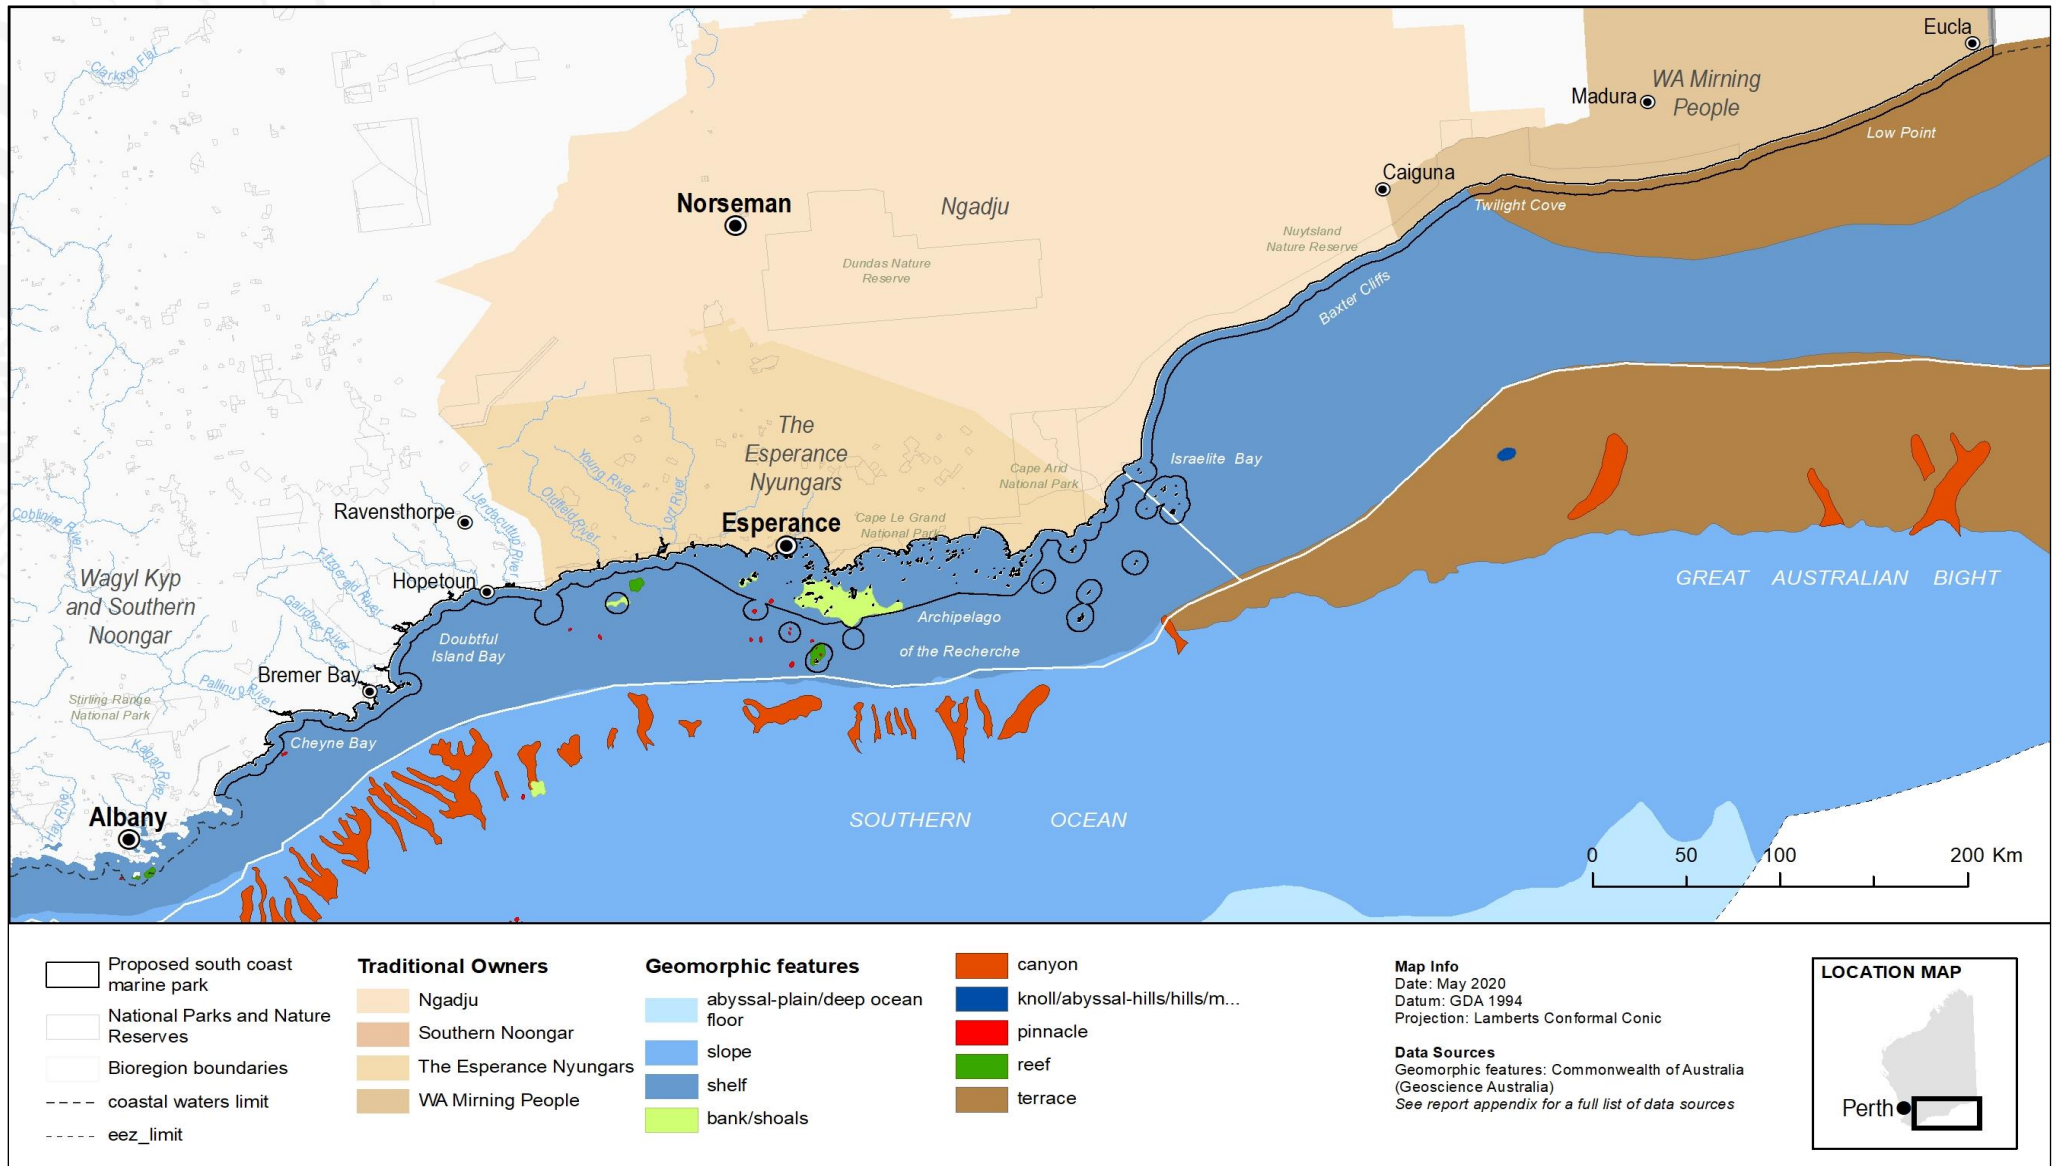 Eucla
Clarkson Flat
WA Mirning
People
Madura
Low Point
Caiguna
Norseman
Ngadju
Twilight Cove
Nuytsland
Nature Reserve
Dundas Nature
Reserve
Baxter Cliffs
The
Esperance
Nyungars
Israelite Bay
Cape Arid
National Park
Young River
Oldfield River
Lort River
Jerdacuttup River
Ravensthorpe
Coblinine River
Esperance
Cape Le Grand
National Park
Fitzgerald River
Wagyl Kyp
and Southern
Noongar
Hopetoun
GREAT AUSTRALIAN BIGHT
Gairdner River
Archipelago
of the Recherche
Doubtful
Island Bay
Bremer Bay
Pallinup River
Stirling Range
National Park
Cheyne Bay
Kalgan River
Hay River
Albany
SOUTHERN OCEAN
0 50 100 200 Km
Proposed south coast
marine park
National Parks and Nature
Reserves
Bioregion boundaries
coastal waters limit
eez_limit
Traditional Owners
Ngadju
Southern Noongar
The Esperance Nyungars
WA Mirning People
Geomorphic features
abyssal-plain/deep ocean
floor
slope
shelf
bank/shoals
canyon
knoll/abyssal-hills/hills/m...
pinnacle
reef
terrace
Map Info
Date: May 2020
Datum: GDA 1994
Projection: Lamberts Conformal Conic
Data Sources
Geomorphic features: Commonwealth of Australia
(Geoscience Australia)
See report appendix for a full list of data sources
LOCATION MAP
Perth